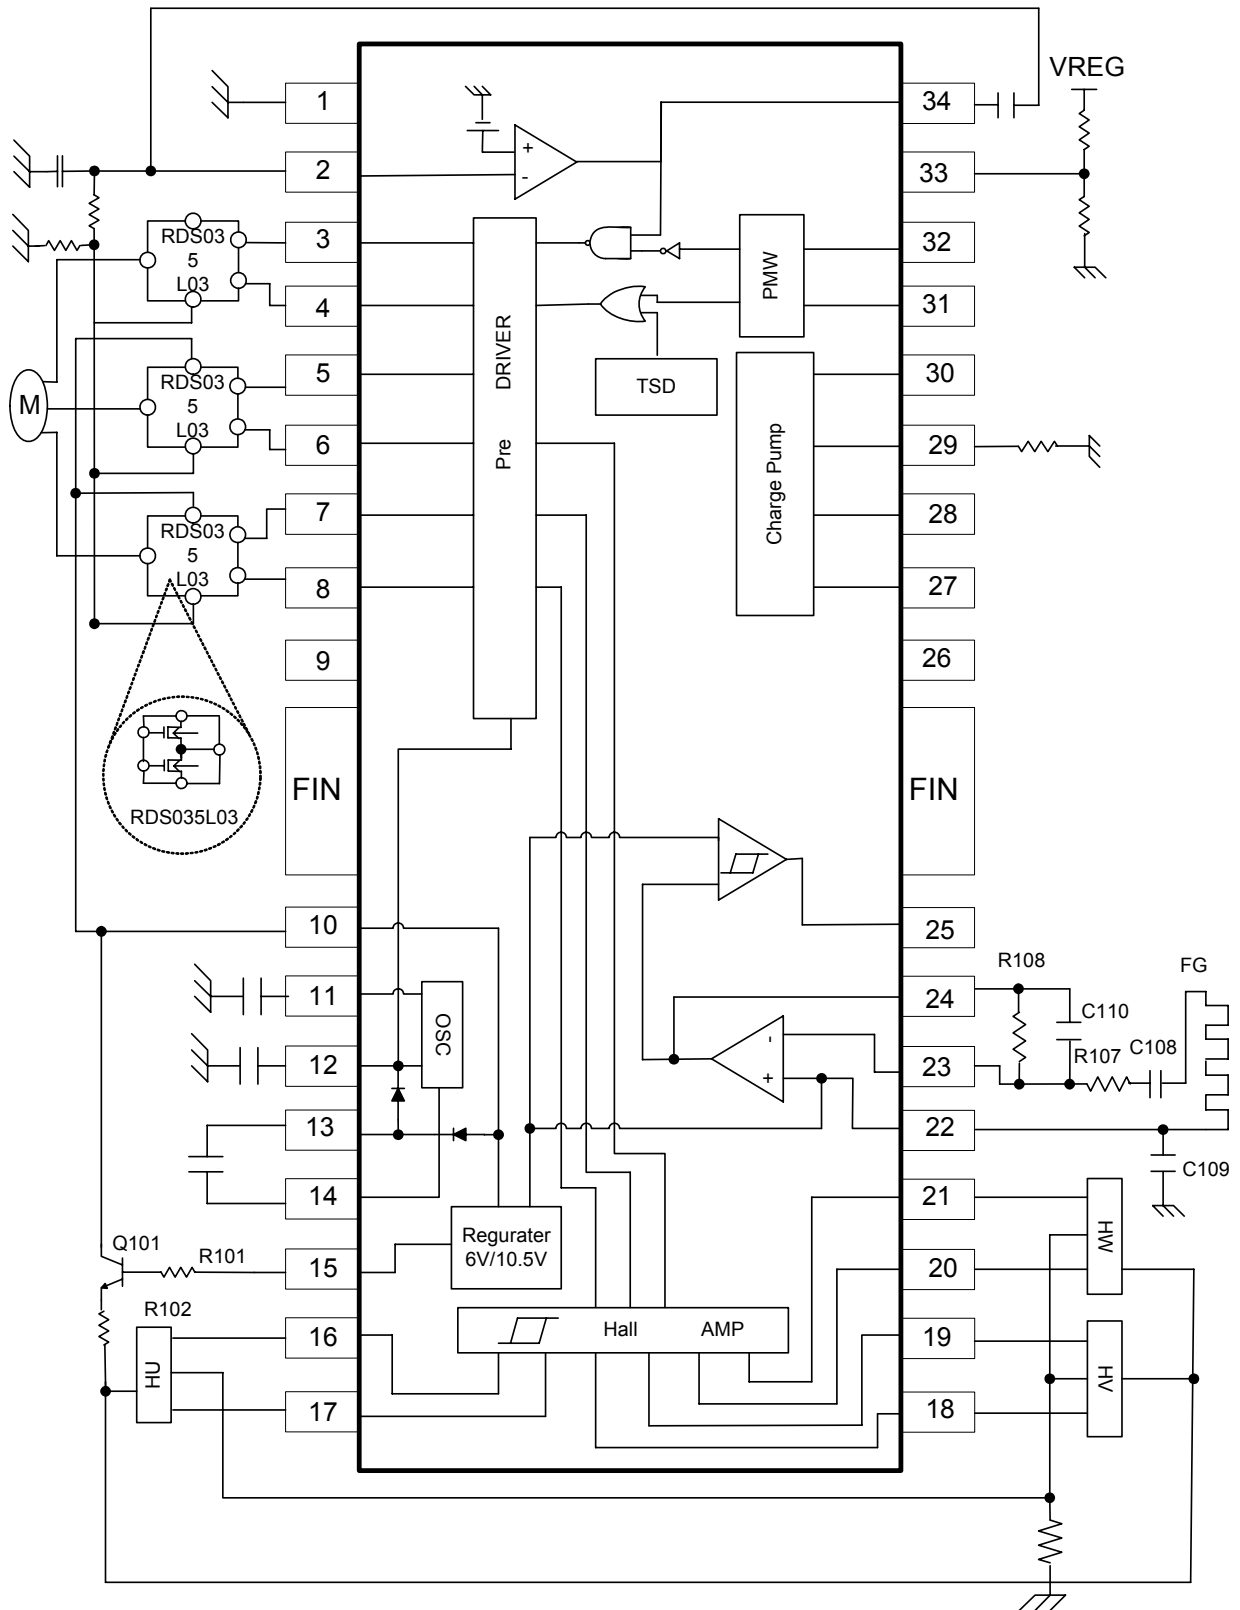 VREG
1
34
2
33
+
-
RDS03
5
L03
3
32
4
31
PMW
DRIVER
Pre
TSD
5
30
RDS03
5
L03
M
6
29
Charge Pump
7
28
RDS03
5
L03
8
27
9
26
FIN
FIN
RDS035L03
10
25
R108
FG
11
24
C110
OSC
-
+
12
23
R107
C108
13
22
C109
14
21
HW
Q101
R101
15
Regurater
6V/10.5V
20
R102
16
Hall
AMP
19
HU
HV
17
18